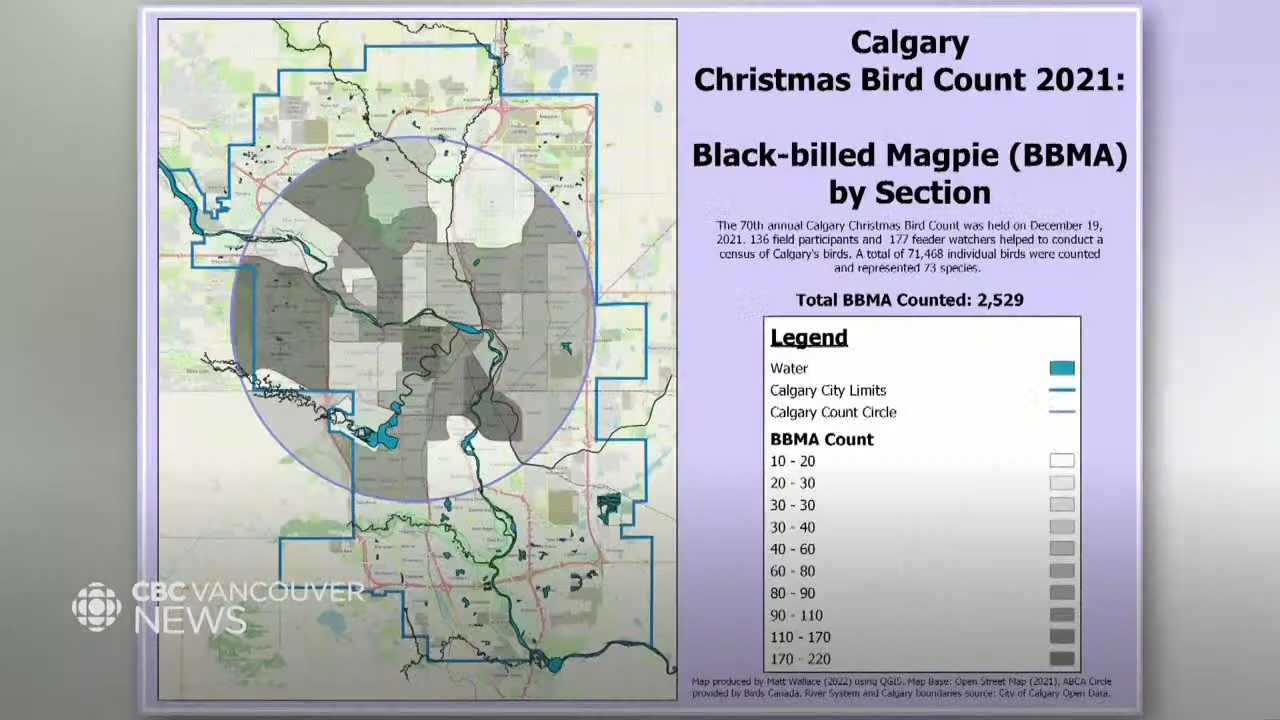 Calgary
Christmas Bird Count 2021:
Black-billed Magpie (BBMA)
by Section
The 70th annual Calgary Christmas Bird Count was held on December 19,
2021. 136 field participants and 177 feeder watchers helped to conduct a
census of Calgary's birds. A total of 71,468 individual birds were counted
and represented 73 species.
Total BBMA Counted: 2,529
Legend
Water
Calgary City Limits
Calgary Count Circle
BBMA Count
10 - 20
20 - 30
30 - 30
30 - 40
40 - 60
60 - 80
80 - 90
90 - 110
110 - 170
170 - 220
Map produced by Matt Wallace (2022) using QGIS. Map Base: Open Street Map (2021), ABCA Circle
provided by Birds Canada. River System and Calgary boundaries source: City of Calgary Open Data.
CBC VANCOUVER
NEWS